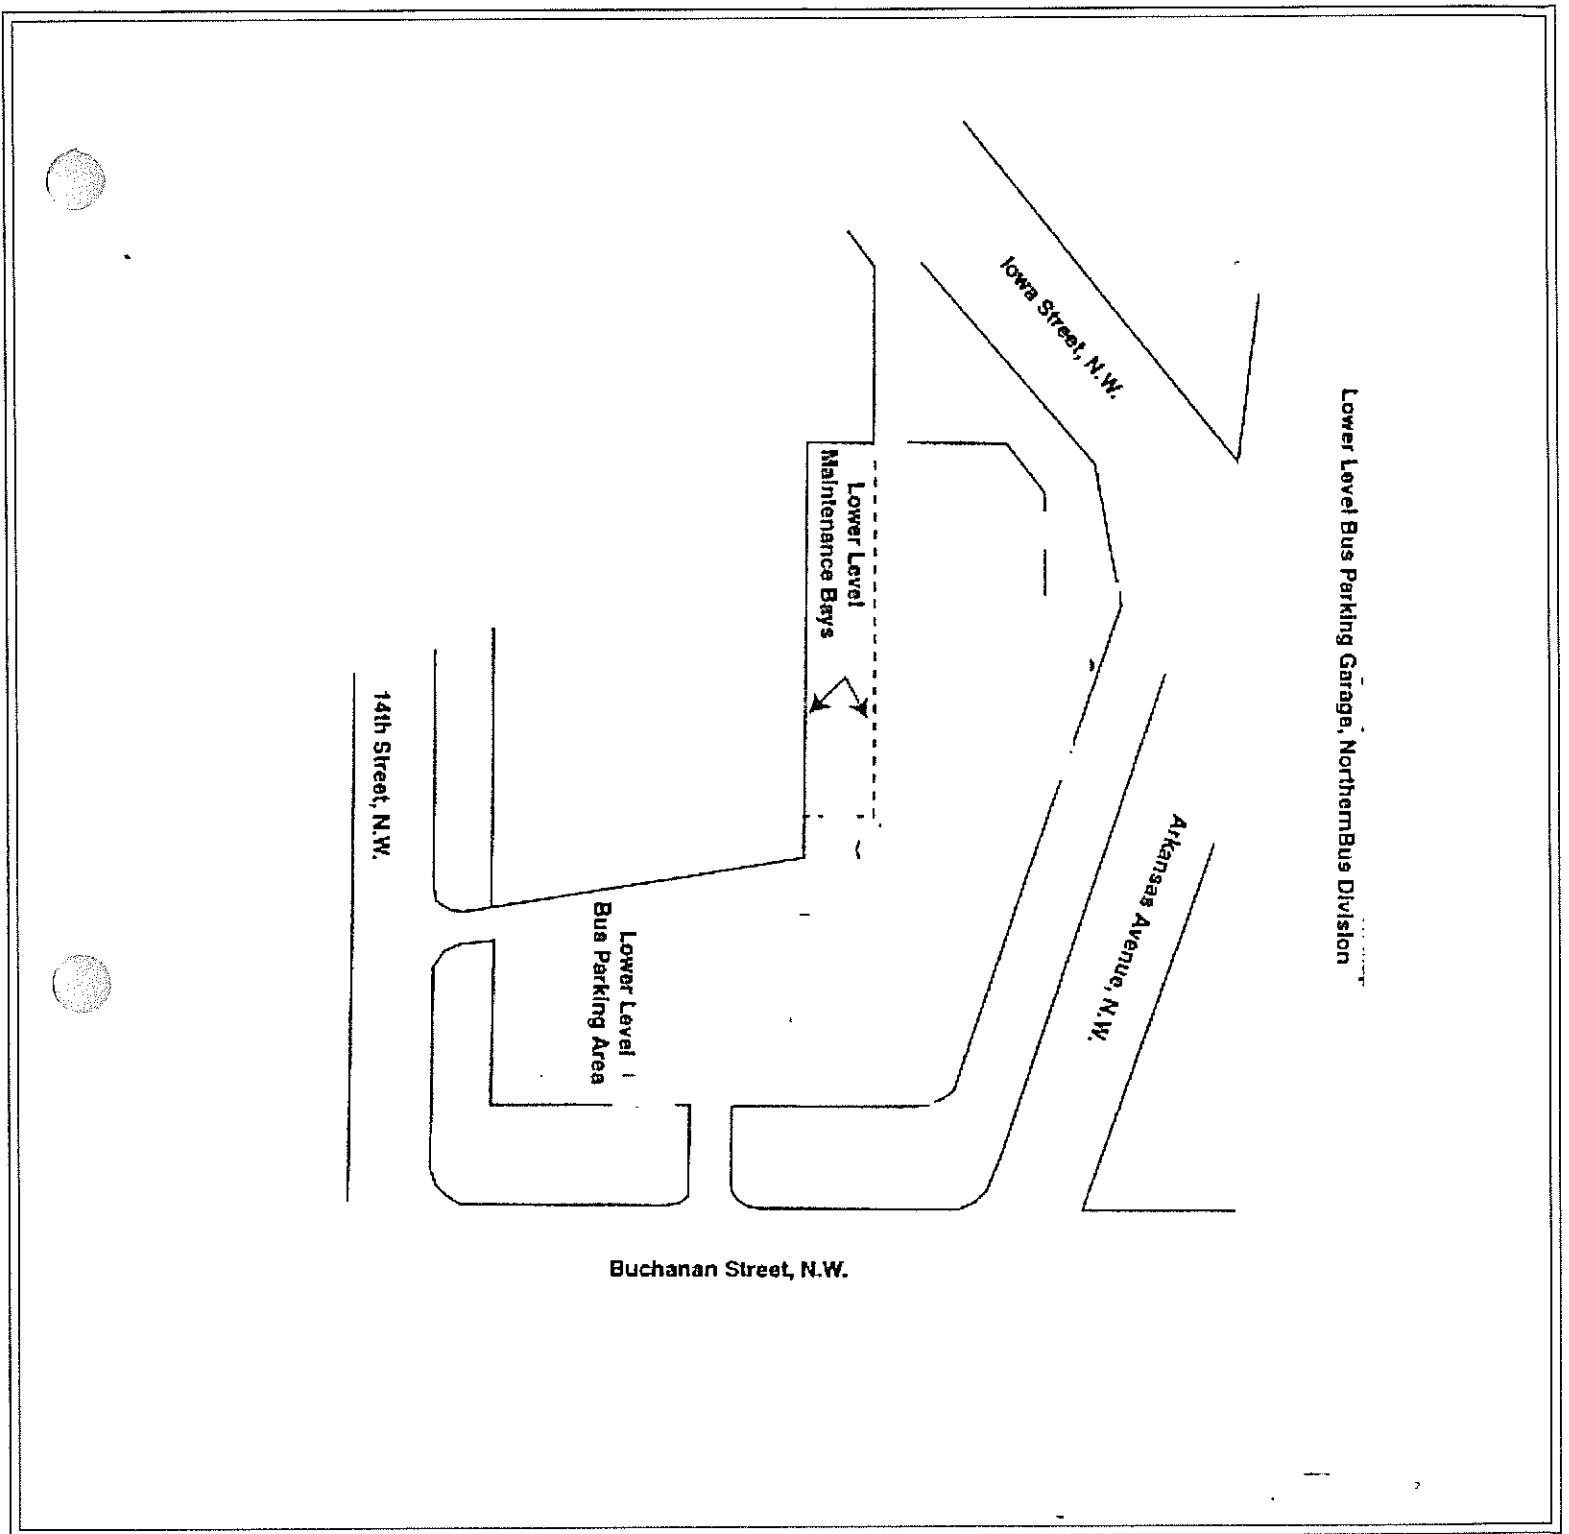 Lower Level Bus Parking Garage, NorthernBus Division
Iowa Street, N.W.
Arkansas Avenue, N.W.
Lower Level
Maintenance Bays
Lower Level
Bus Parking Area
14th Street, N.W.
Buchanan Street, N.W.